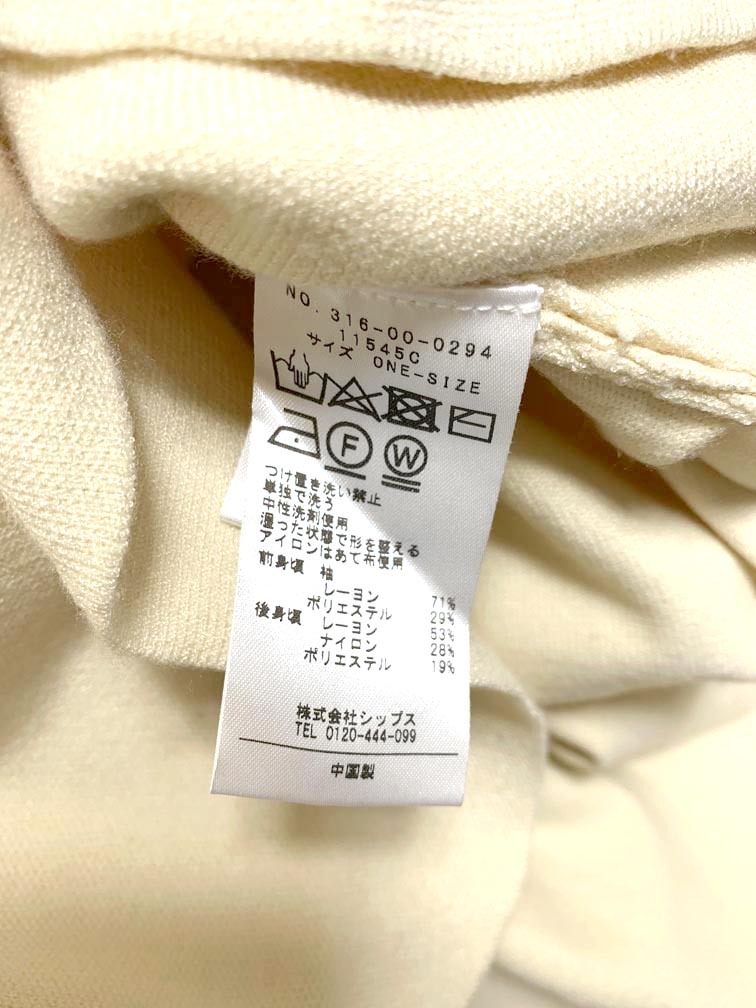 NO. 316-00-0294
11545C
サイズ ONE-SIZE
F W
つけ置き洗い禁止
単独で洗う
中性洗剤使用
湿った状態で形を整える
アイロンはあて布使用
前身頃 袖
レーヨン 71%
ポリエステル 29%
後身頃 レーヨン 53%
ナイロン 28%
ポリエステル 19%
株式会社シップス
TEL 0120-444-099
中国製